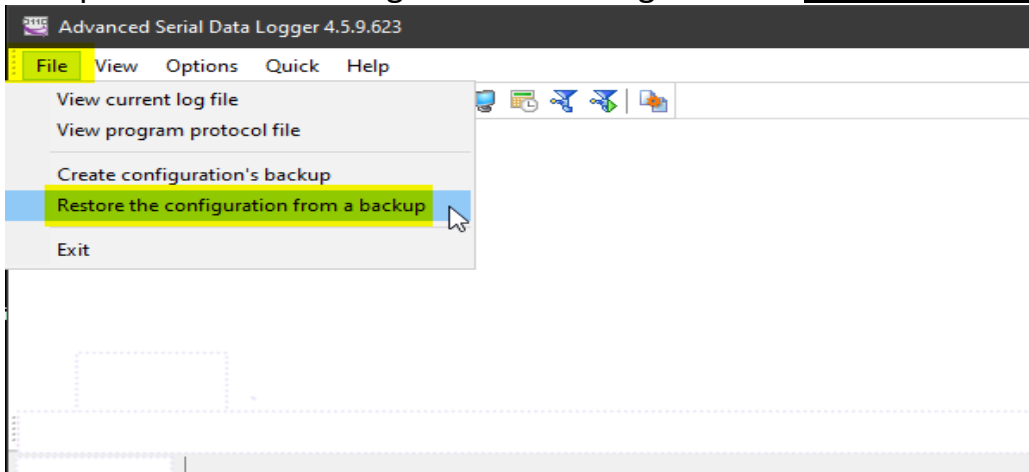 Advanced Serial Data Logger 4.5.9.623
File View Options Quick Help
View current log file
View program protocol file
Create configuration's backup
Restore the configuration from a backup
Exit